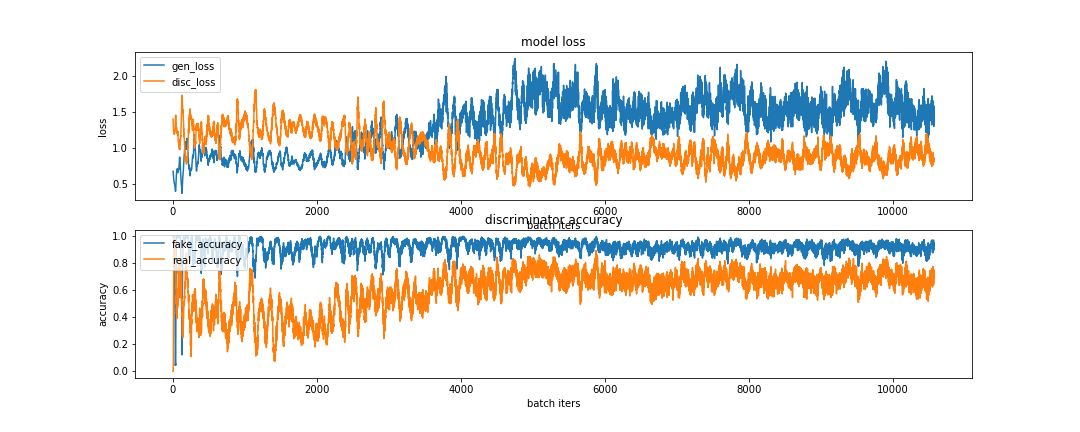 model loss
gen_loss
disc_loss
2.0
1.5
1.0
0.5
loss
0 2000 4000 6000 8000 10000
batch iters
discriminator accuracy
fake_accuracy
real_accuracy
1.0
0.8
0.6
0.4
0.2
0.0
accuracy
0 2000 4000 6000 8000 10000
batch iters